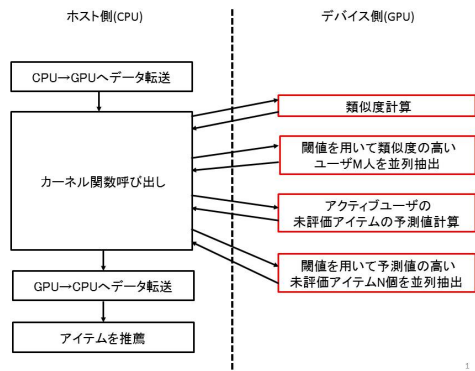 ホスト側(CPU)
デバイス側(GPU)
CPU→GPUへデータ転送
カーネル関数呼び出し
GPU→CPUへデータ転送
アイテムを推薦
類似度計算
閾値を用いて類似度の高い
ユーザM人を並列抽出
アクティブユーザの
未評価アイテムの予測値計算
閾値を用いて予測値の高い
未評価アイテムN個を並列抽出
1